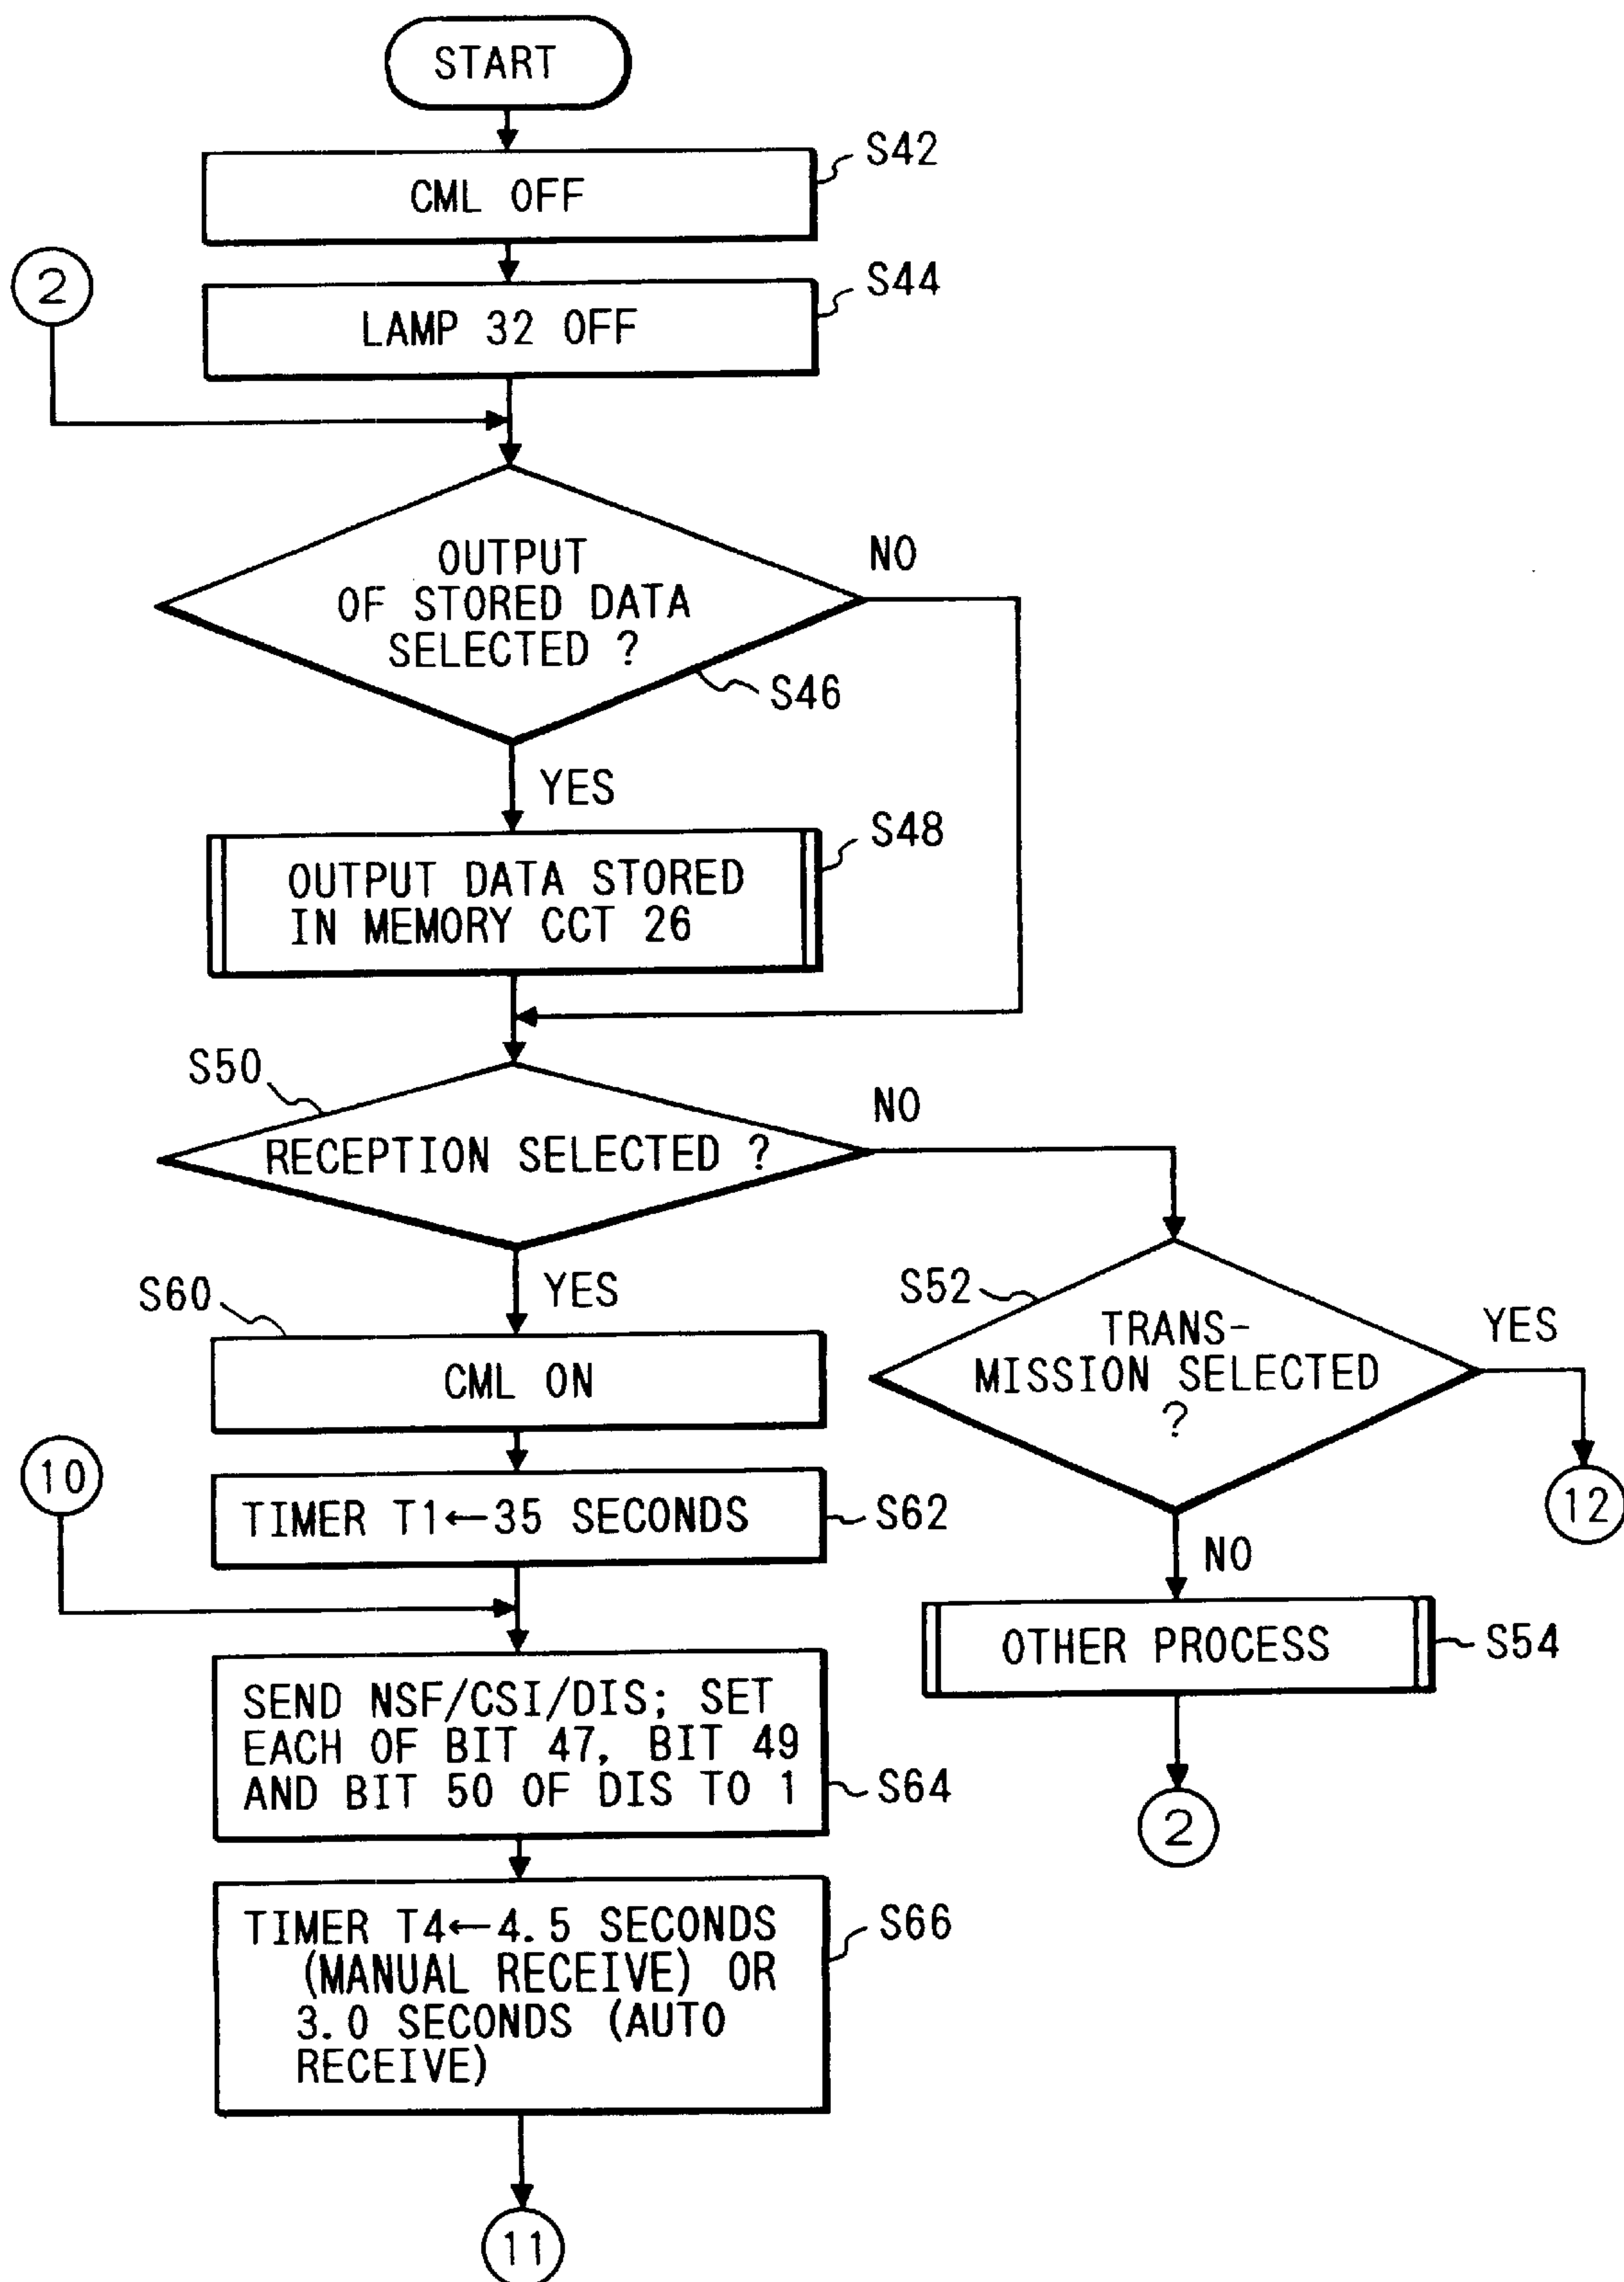 START
S42
CML OFF
2
S44
LAMP 32 OFF
OUTPUT
OF STORED DATA
SELECTED ?
NO
S46
YES
S48
OUTPUT DATA STORED
IN MEMORY CCT 26
S50
RECEPTION SELECTED ?
NO
S60
YES
CML ON
S52
TRANS-
MISSION SELECTED
?
YES
12
10
TIMER T1←35 SECONDS
S62
NO
OTHER PROCESS
S54
2
SEND NSF/CSI/DIS; SET
EACH OF BIT 47, BIT 49
AND BIT 50 OF DIS TO 1
S64
TIMER T4←4.5 SECONDS
(MANUAL RECEIVE) OR
3.0 SECONDS (AUTO
RECEIVE)
S66
11